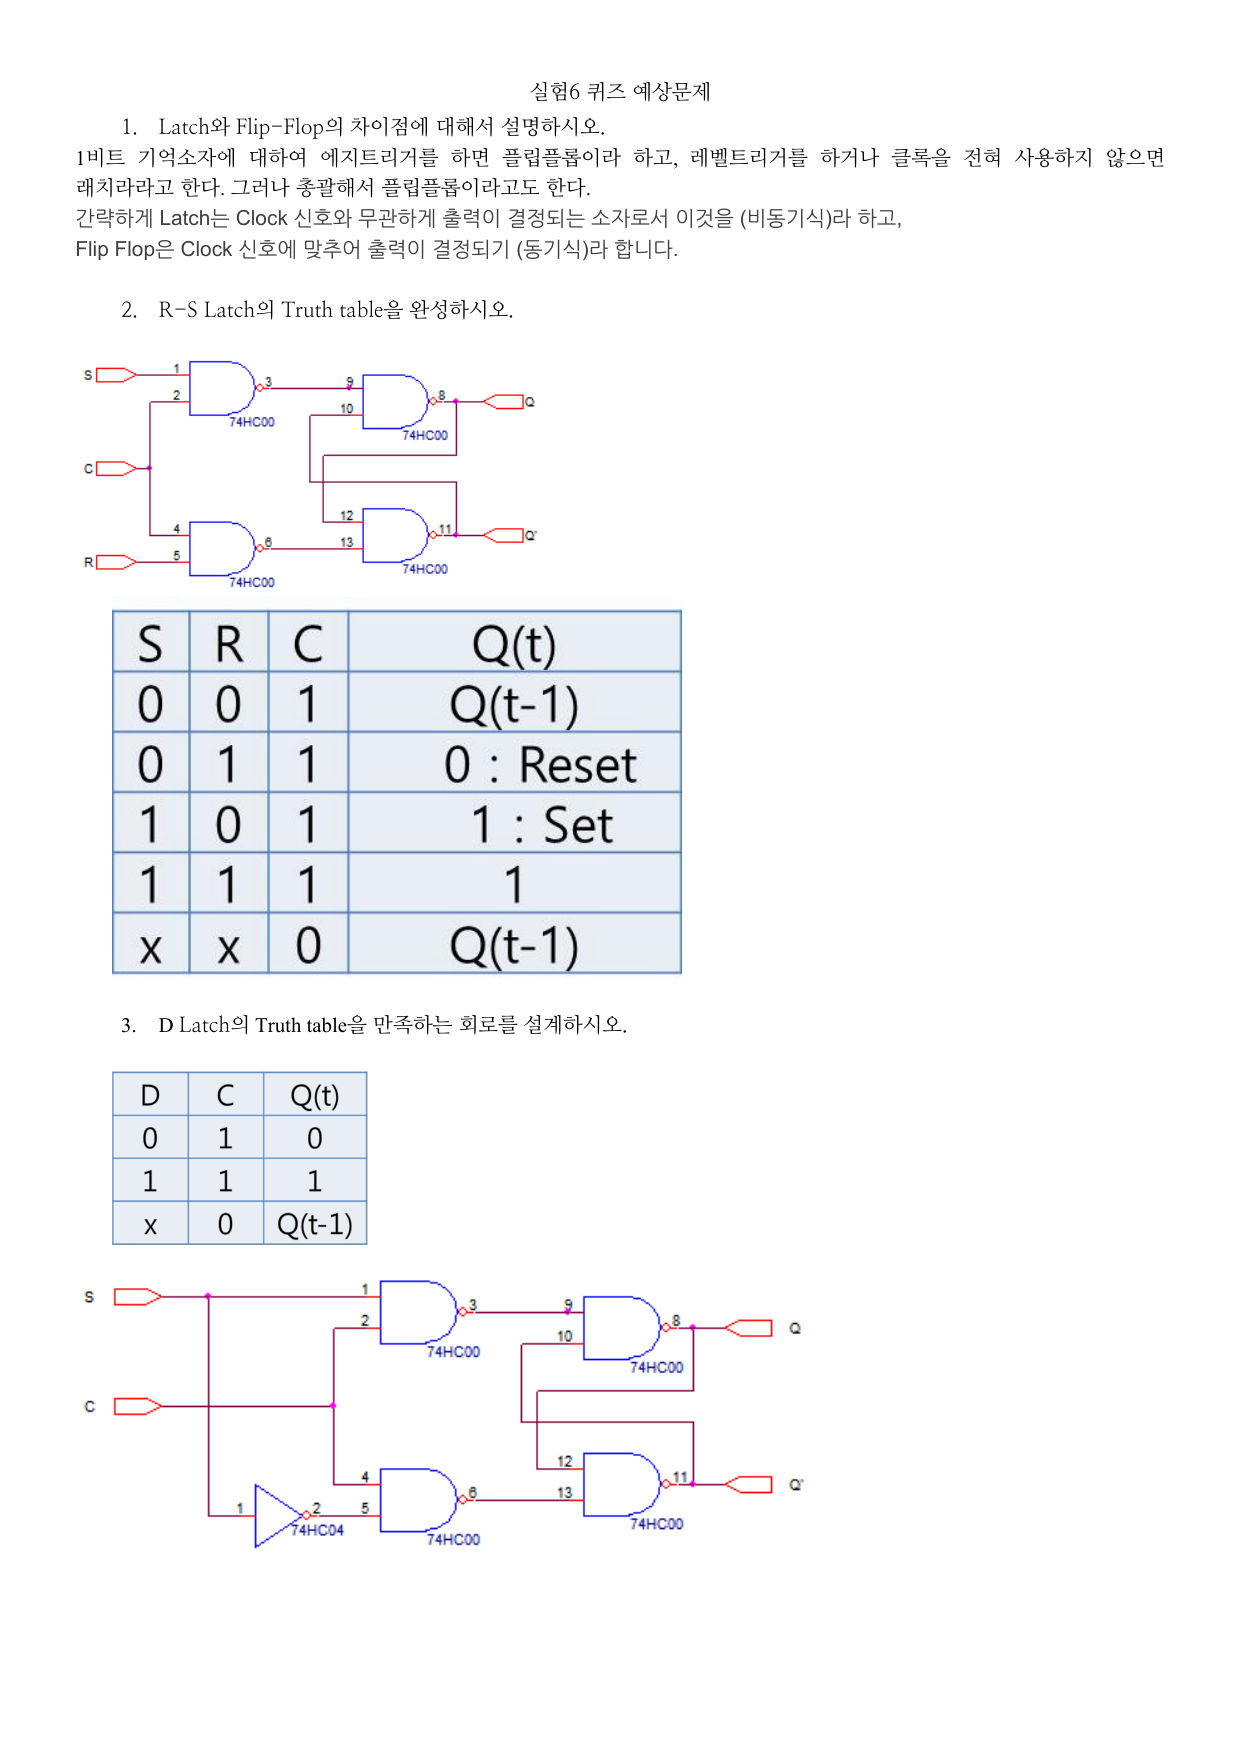 실험6 퀴즈 예상문제
1. Latch와 Flip-Flop의 차이점에 대해서 설명하시오.
1비트 기억소자에 대하여 에지트리거를 하면 플립플롭이라 하고, 레벨트리거를 하거나 클록을 전혀 사용하지 않으면
래치라라고 한다. 그러나 총괄해서 플립플롭이라고도 한다.
간략하게 Latch는 Clock 신호와 무관하게 출력이 결정되는 소자로서 이것을 (비동기식)라 하고,
Flip Flop은 Clock 신호에 맞추어 출력이 결정되기 (동기식)라 합니다.
2. R-S Latch의 Truth table을 완성하시오.
S 1 3 9 8 Q
2 10
74HC00 74HC00
C
4 12 11 Q'
R 5 6 13
74HC00 74HC00
S R C Q(t)
0 0 1 Q(t-1)
0 1 1 0 : Reset
1 0 1 1 : Set
1 1 1 1
x x 0 Q(t-1)
3. D Latch의 Truth table을 만족하는 회로를 설계하시오.
D C Q(t)
0 1 0
1 1 1
x 0 Q(t-1)
S 1 3 9 8 Q
2 10
74HC00 74HC00
C
4 6 12 11 Q'
1 2 5 13
74HC04 74HC00 74HC00